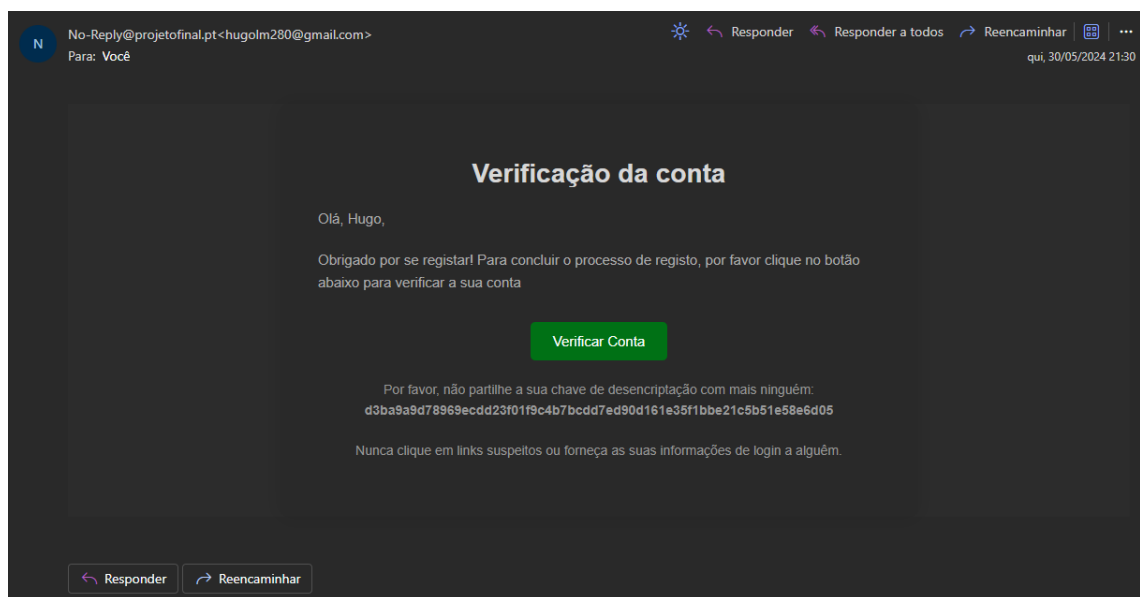 N
No-Reply@projetofinal.pt<hugolm280@gmail.com>
Para: Você
Responder
Responder a todos
Reencaminhar
qui, 30/05/2024 21:30
Verificação da conta
Olá, Hugo,
Obrigado por se registar! Para concluir o processo de registo, por favor clique no botão
abaixo para verificar a sua conta
Verificar Conta
Por favor, não partilhe a sua chave de desencriptação com mais ninguém:
d3ba9a9d78969ecdd23f01f9c4b7bcdd7ed90d161e35f1bbe21c5b51e58e6d05
Nunca clique em links suspeitos ou forneça as suas informações de login a alguêm.
Responder
Reencaminhar